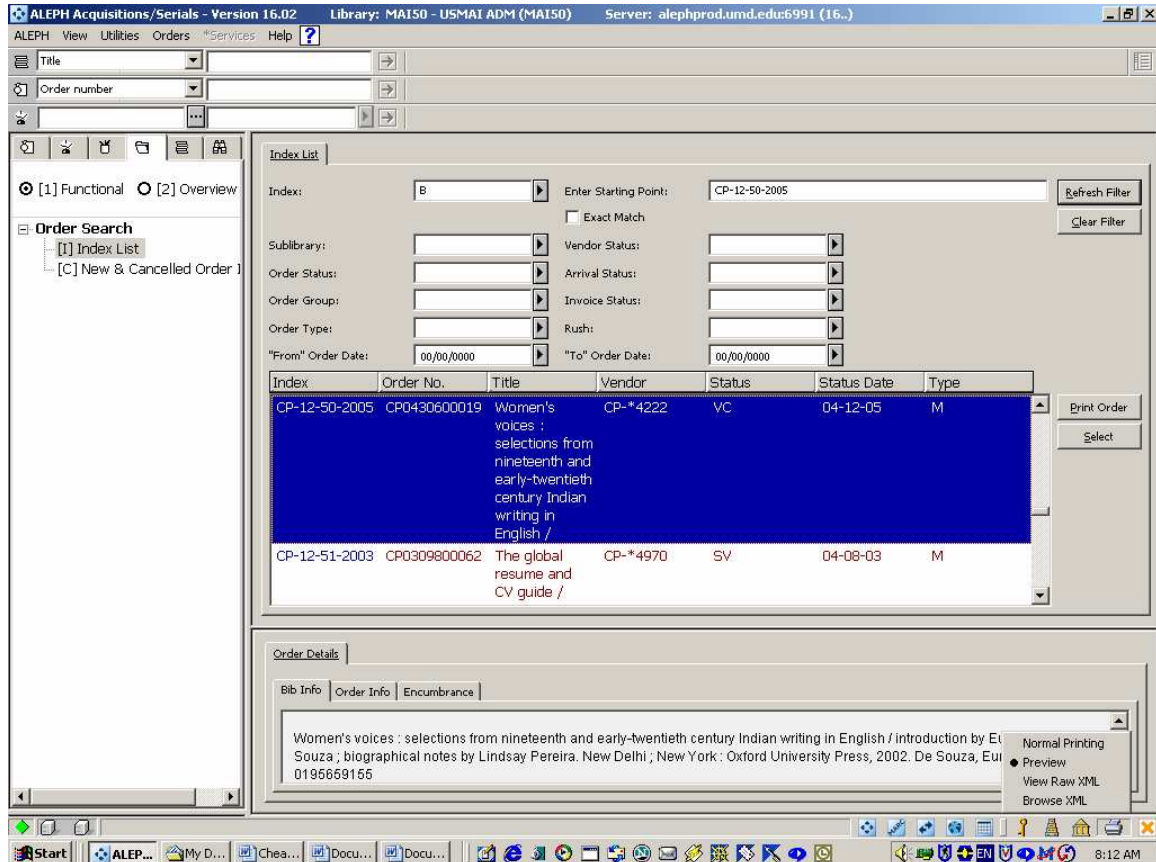 ALEPH Acquisitions/Serials - Version 16.02 Library: MAI50 - USMAI ADM (MAI50) Server: alephprod.umd.edu:6991 (16..)
ALEPH View Utilities Orders *Services Help ?
Title
Order number
...
[1] Functional [2] Overview
Order Search
[I] Index List
[C] New & Cancelled Order I
Index List
Index: B Enter Starting Point: CP-12-50-2005 Refresh Filter
Exact Match Clear Filter
Sublibrary: Vendor Status:
Order Status: Arrival Status:
Order Group: Invoice Status:
Order Type: Rush:
"From" Order Date: 00/00/0000 "To" Order Date: 00/00/0000
Index Order No. Title Vendor Status Status Date Type
CP-12-50-2005 CP0430600019 Women's CP-*4222 VC 04-12-05 M Print Order
voices :
selections from Select
nineteenth and
early-twentieth
century Indian
writing in
English /
CP-12-51-2003 CP0309800062 The global CP-*4970 SV 04-08-03 M
resume and
CV guide /
Order Details
Bib Info Order Info Encumbrance
Women's voices : selections from nineteenth and early-twentieth century Indian writing in English / introduction by Eu
Souza ; biographical notes by Lindsay Pereira. New Delhi ; New York : Oxford University Press, 2002. De Souza, Eu
0195659155
Normal Printing
Preview
View Raw XML
Browse XML
Start ALEP... My D... Chea... Docu... Docu... EN 8:12 AM